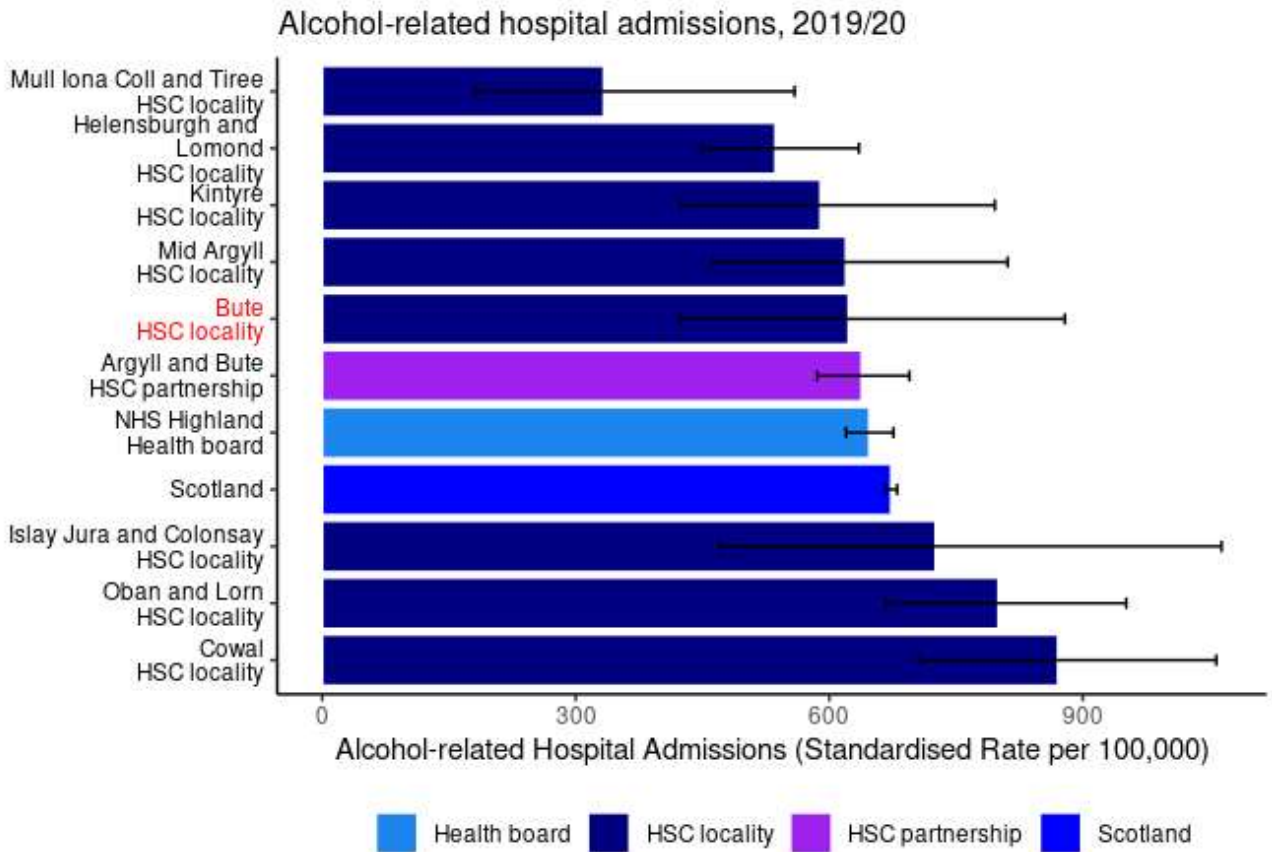 Alcohol-related hospital admissions, 2019/20
Mull Iona Coll and Tiree
HSC locality
Helensburgh and
Lomond
HSC locality
Kintyre
HSC locality
Mid Argyll
HSC locality
Bute
HSC locality
Argyll and Bute
HSC partnership
NHS Highland
Health board
Scotland
Islay Jura and Colonsay
HSC locality
Oban and Lorn
HSC locality
Cowal
HSC locality
0 300 600 900
Alcohol-related Hospital Admissions (Standardised Rate per 100,000)
Health board HSC locality HSC partnership Scotland